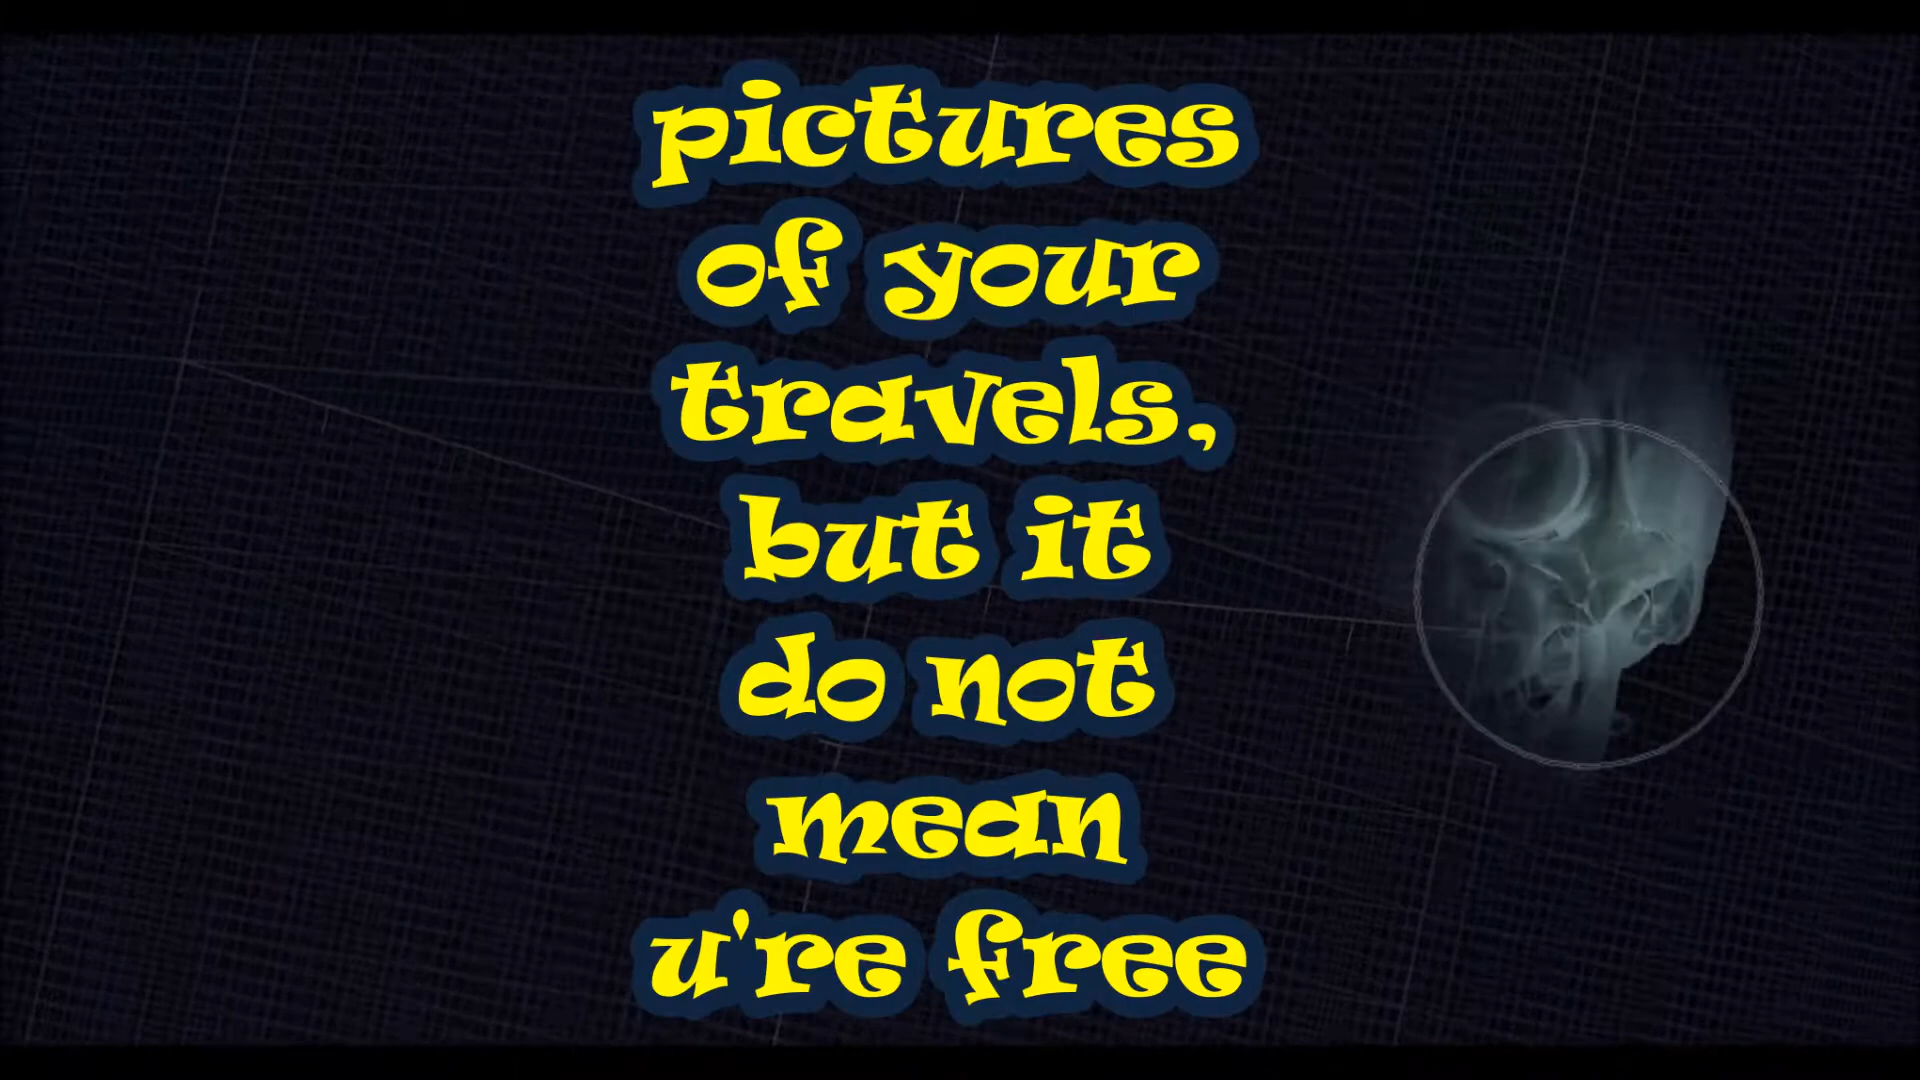 pictures
of your
travels,
but it
do not
mean
u're free